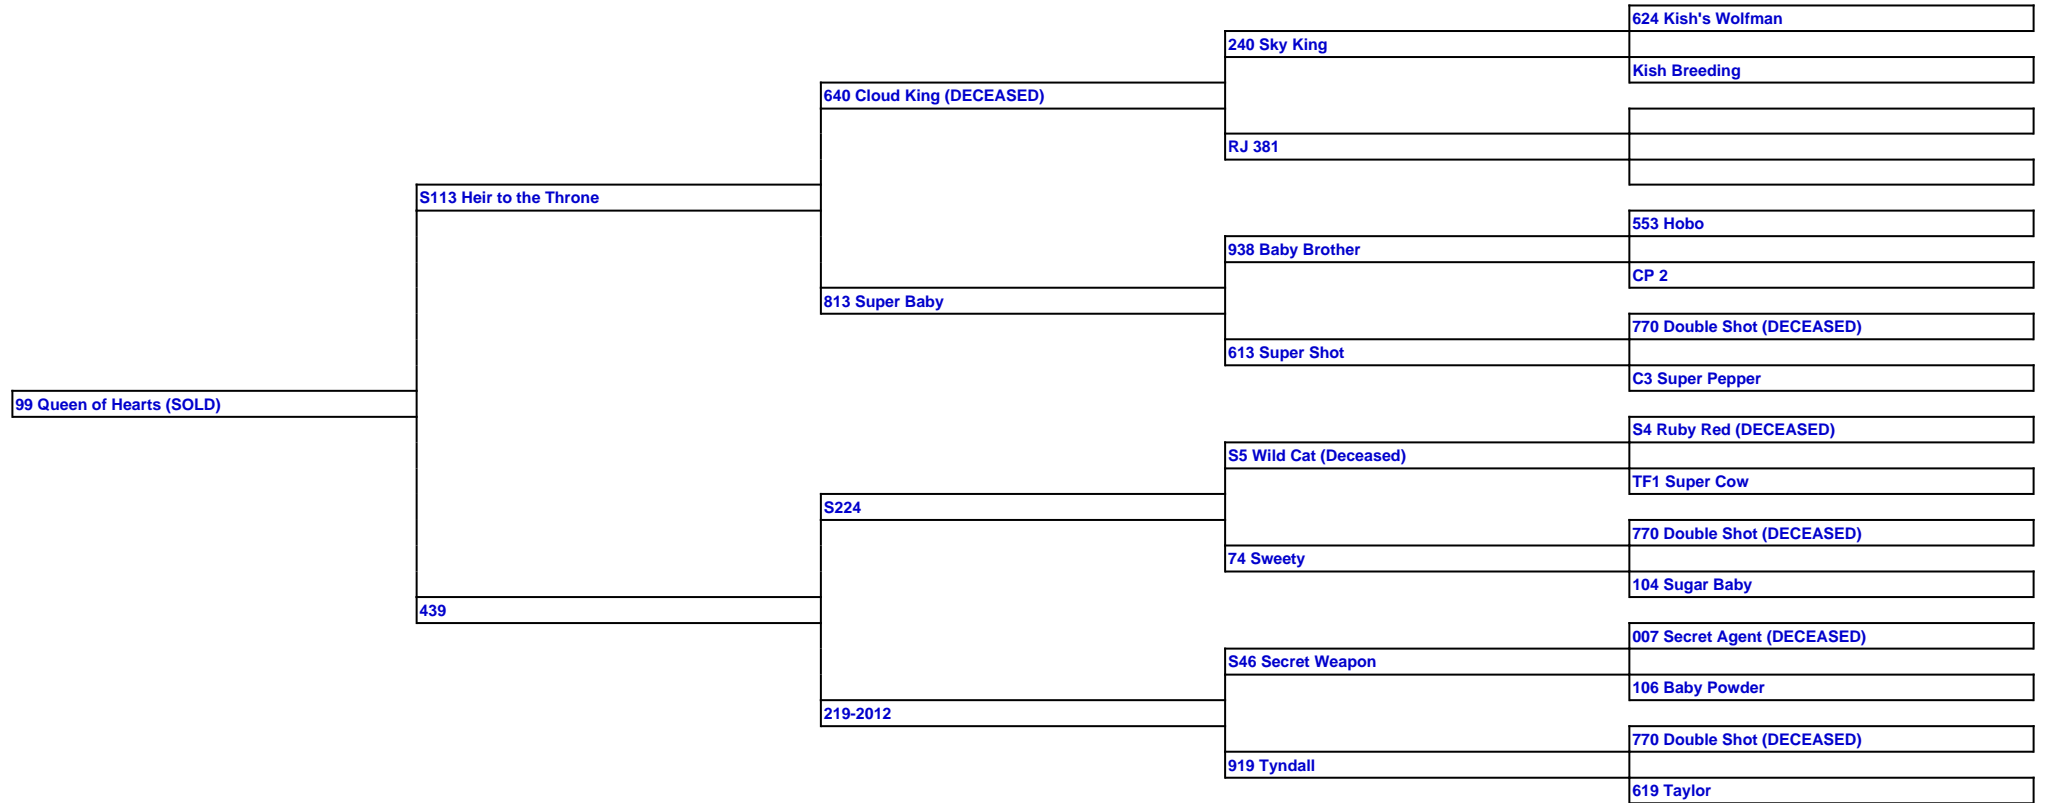 624 Kish's Wolfman
240 Sky King
Kish Breeding
640 Cloud King (DECEASED)
RJ 381
S113 Heir to the Throne
553 Hobo
938 Baby Brother
CP 2
813 Super Baby
770 Double Shot (DECEASED)
613 Super Shot
C3 Super Pepper
99 Queen of Hearts (SOLD)
S4 Ruby Red (DECEASED)
S5 Wild Cat (Deceased)
TF1 Super Cow
S224
770 Double Shot (DECEASED)
74 Sweety
104 Sugar Baby
439
007 Secret Agent (DECEASED)
S46 Secret Weapon
106 Baby Powder
219-2012
770 Double Shot (DECEASED)
919 Tyndall
619 Taylor